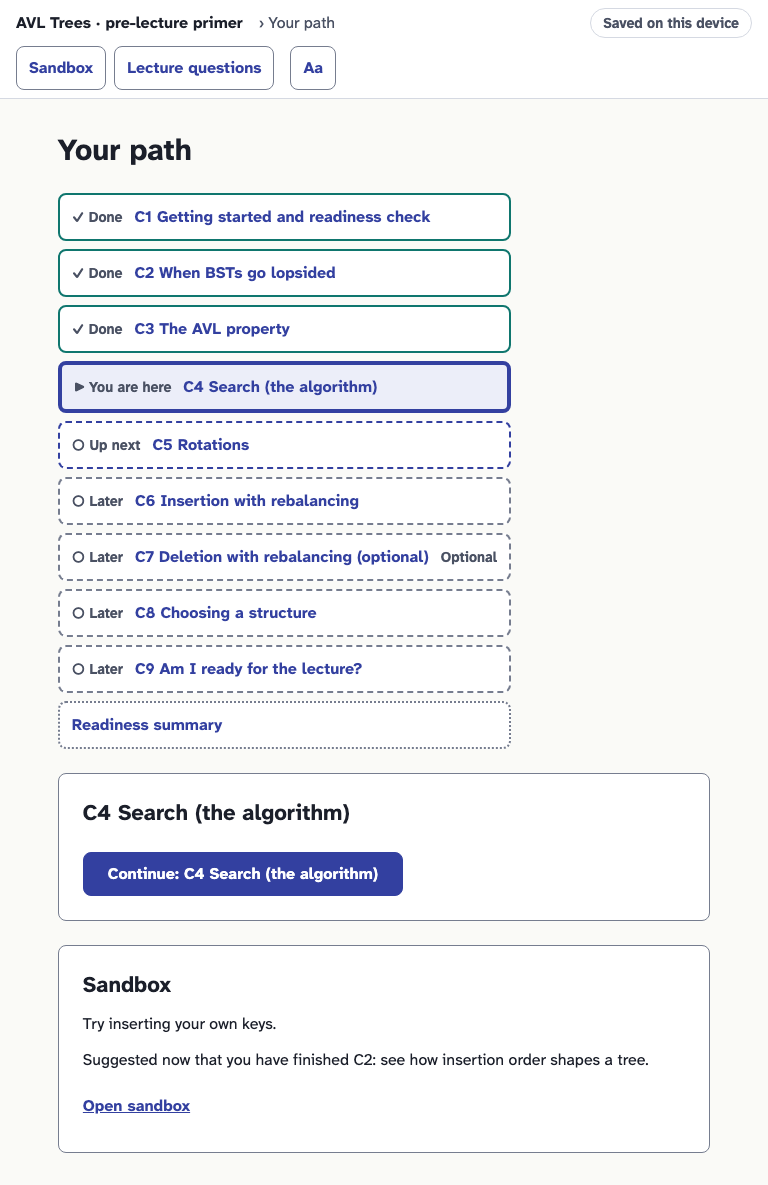 AVL Trees · pre-lecture primer › Your path
Saved on this device
Sandbox
Lecture questions
Aa
Your path
✓ Done C1 Getting started and readiness check
✓ Done C2 When BSTs go lopsided
✓ Done C3 The AVL property
▶ You are here C4 Search (the algorithm)
○ Up next C5 Rotations
○ Later C6 Insertion with rebalancing
○ Later C7 Deletion with rebalancing (optional) Optional
○ Later C8 Choosing a structure
○ Later C9 Am I ready for the lecture?
Readiness summary
C4 Search (the algorithm)
Continue: C4 Search (the algorithm)
Sandbox
Try inserting your own keys.
Suggested now that you have finished C2: see how insertion order shapes a tree.
Open sandbox